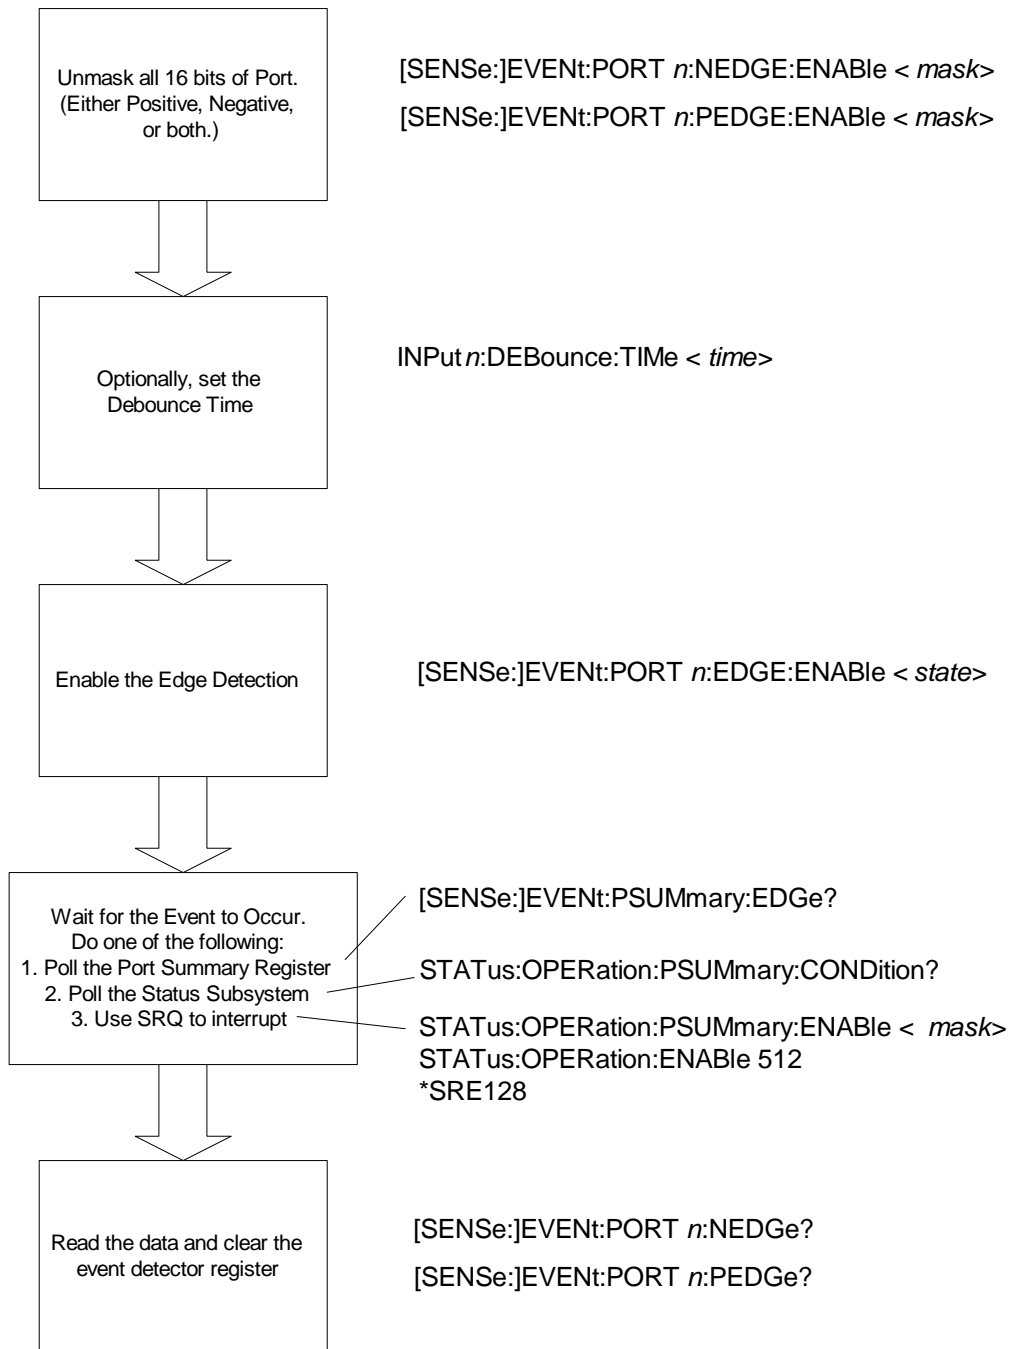 Unmask all 16 bits of Port.
(Either Positive, Negative,
or both.)
[SENSe:]EVENt:PORT n:NEDGE:ENABle < mask>
[SENSe:]EVENt:PORT n:PEDGE:ENABle < mask>
Optionally, set the
Debounce Time
INPut n:DEBounce:TIMe < time>
Enable the Edge Detection
[SENSe:]EVENt:PORT n:EDGE:ENABle < state>
Wait for the Event to Occur.
Do one of the following:
1. Poll the Port Summary Register
2. Poll the Status Subsystem
3. Use SRQ to interrupt
[SENSe:]EVENt:PSUMmary:EDGe?
STATus:OPERation:PSUMmary:CONDition?
STATus:OPERation:PSUMmary:ENABle < mask>
STATus:OPERation:ENABle 512
*SRE128
Read the data and clear the
event detector register
[SENSe:]EVENt:PORT n:NEDGe?
[SENSe:]EVENt:PORT n:PEDGe?